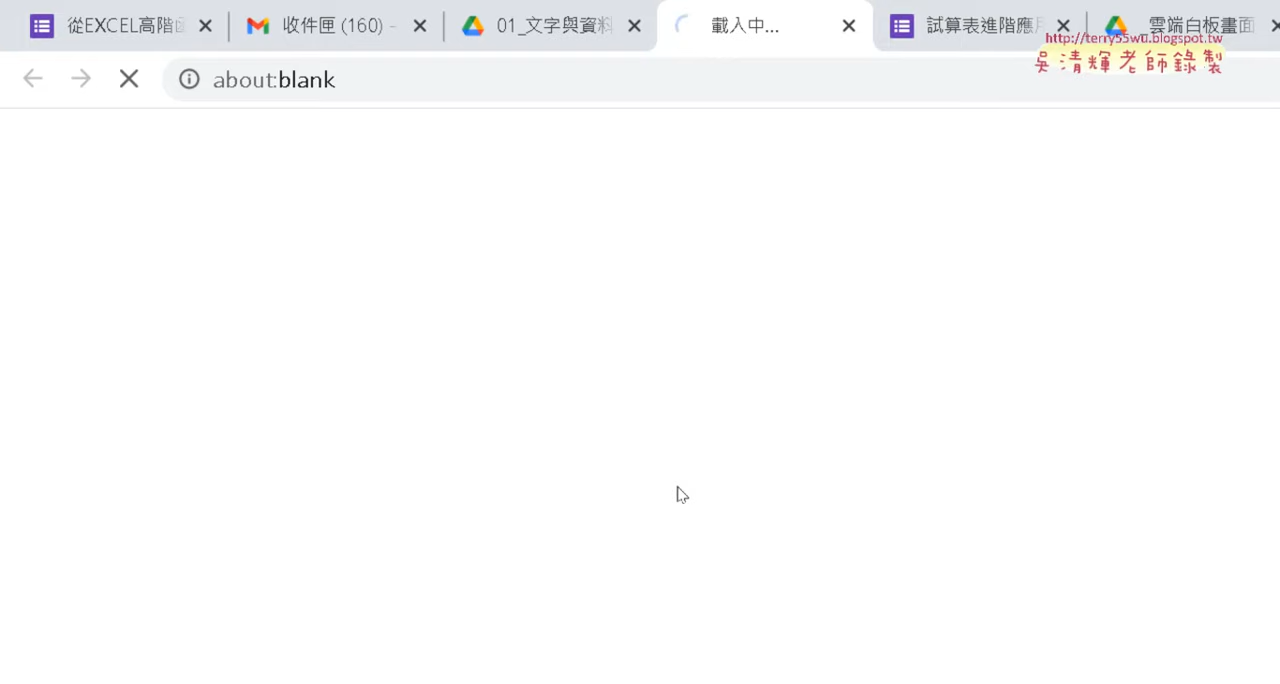 從EXCEL高階函
收件匣 (160) -
01_文字與資料
載入中...
試算表進階應用
雲端白板畫面
http://terry55wu.blogspot.tw
吳清輝老師錄製
about:blank